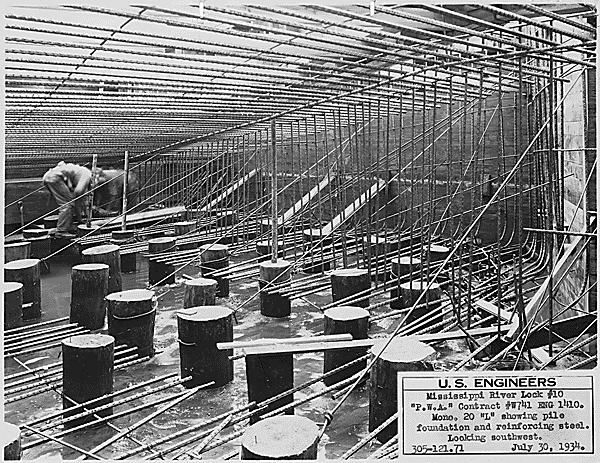 U.S. ENGINEERS
Mississippi River Lock #10
"P.W.A." Contract #W741 ENG 1410.
Mono. 20 "L" showing pile
foundation and reinforcing steel.
Looking southwest.
305-121.71 July 30, 1934.